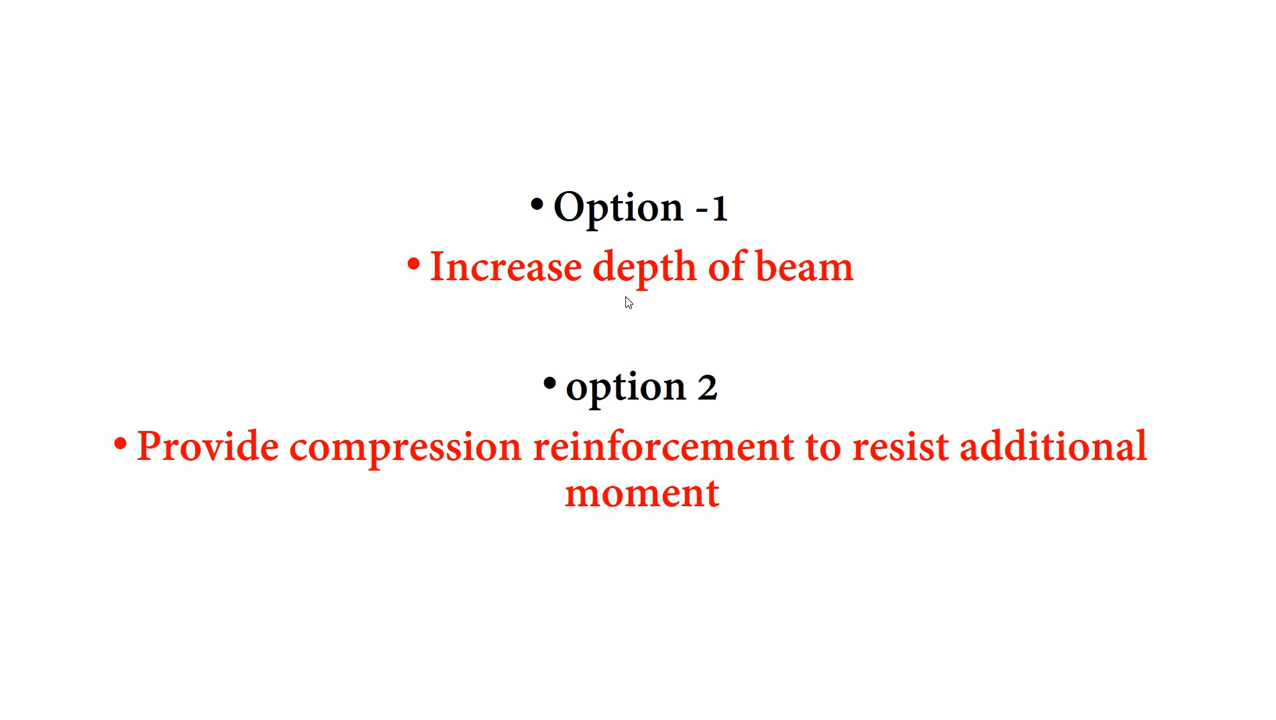 • Option -1
• Increase depth of beam
• option 2
• Provide compression reinforcement to resist additional
moment